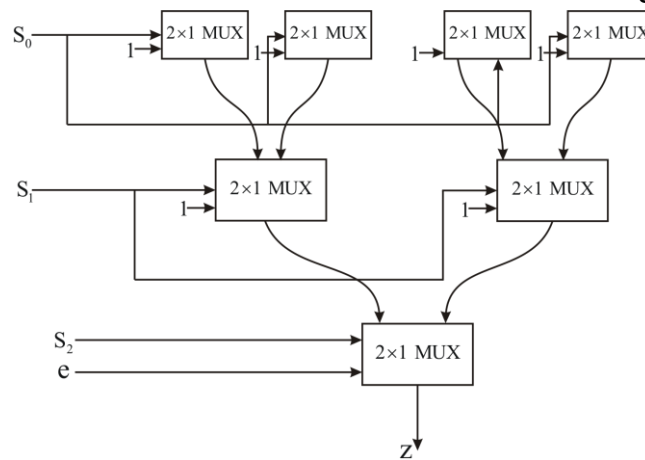 S₀
1 2×1 MUX 1 2×1 MUX 1 2×1 MUX 1 2×1 MUX
S₁
1 2×1 MUX 1 2×1 MUX
S₂ 2×1 MUX
e
z